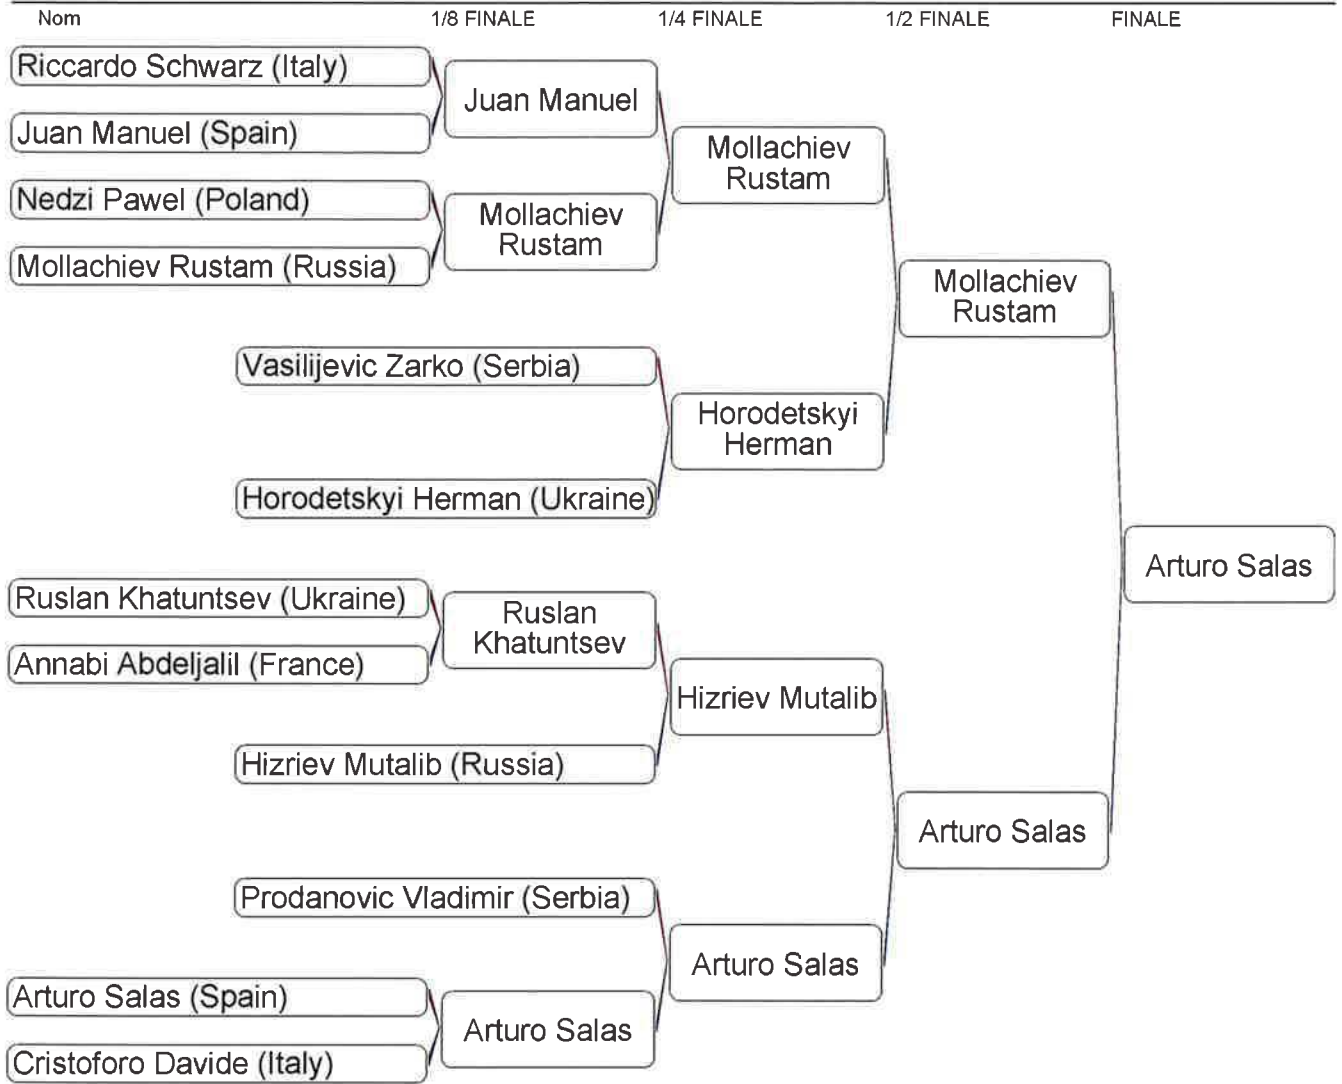 Nom 1/8 FINALE 1/4 FINALE 1/2 FINALE FINALE
Riccardo Schwarz (Italy)
Juan Manuel
Juan Manuel (Spain)
Mollachiev
Rustam
Nedzi Pawel (Poland)
Mollachiev
Rustam
Mollachiev Rustam (Russia)
Mollachiev
Rustam
Vasilijevic Zarko (Serbia)
Horodetskyi
Herman
Horodetskyi Herman (Ukraine)
Arturo Salas
Ruslan Khatuntsev (Ukraine)
Ruslan
Khatuntsev
Annabi Abdeljalil (France)
Hizriev Mutalib
Hizriev Mutalib (Russia)
Arturo Salas
Prodanovic Vladimir (Serbia)
Arturo Salas
Arturo Salas (Spain)
Arturo Salas
Cristoforo Davide (Italy)